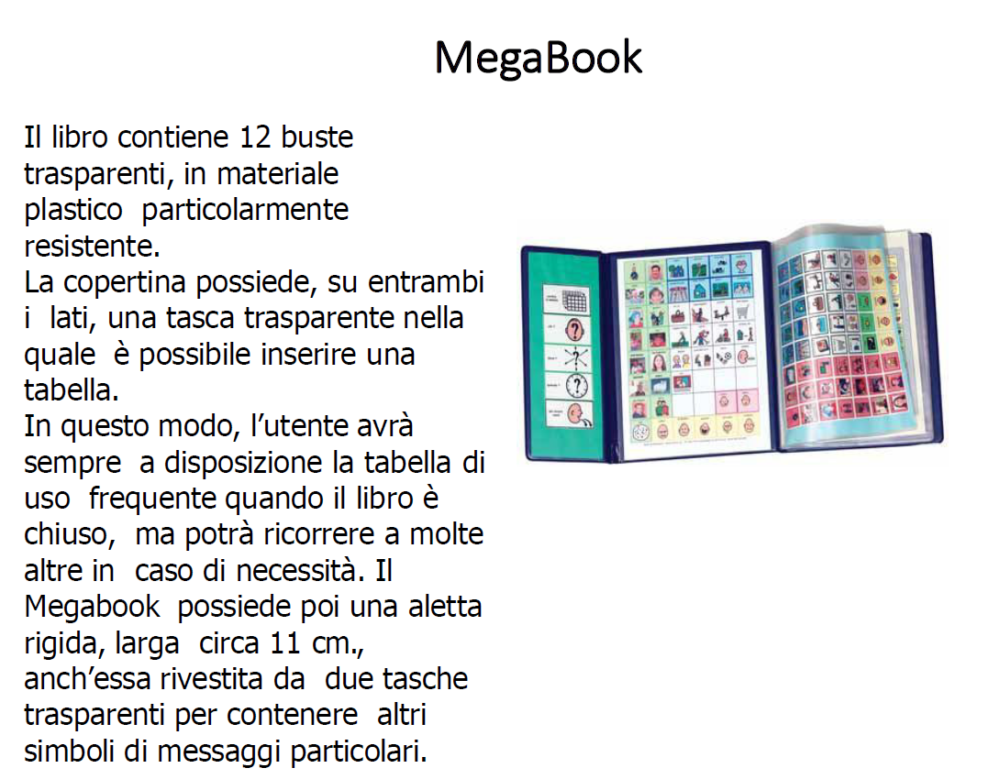 MegaBook
Il libro contiene 12 buste
trasparenti, in materiale
plastico particolarmente
resistente.
La copertina possiede, su entrambi
i lati, una tasca trasparente nella
quale è possibile inserire una
tabella.
In questo modo, l’utente avrà
sempre a disposizione la tabella di
uso frequente quando il libro è
chiuso, ma potrà ricorrere a molte
altre in caso di necessità. Il
Megabook possiede poi una aletta
rigida, larga circa 11 cm.,
anch’essa rivestita da due tasche
trasparenti per contenere altri
simboli di messaggi particolari.